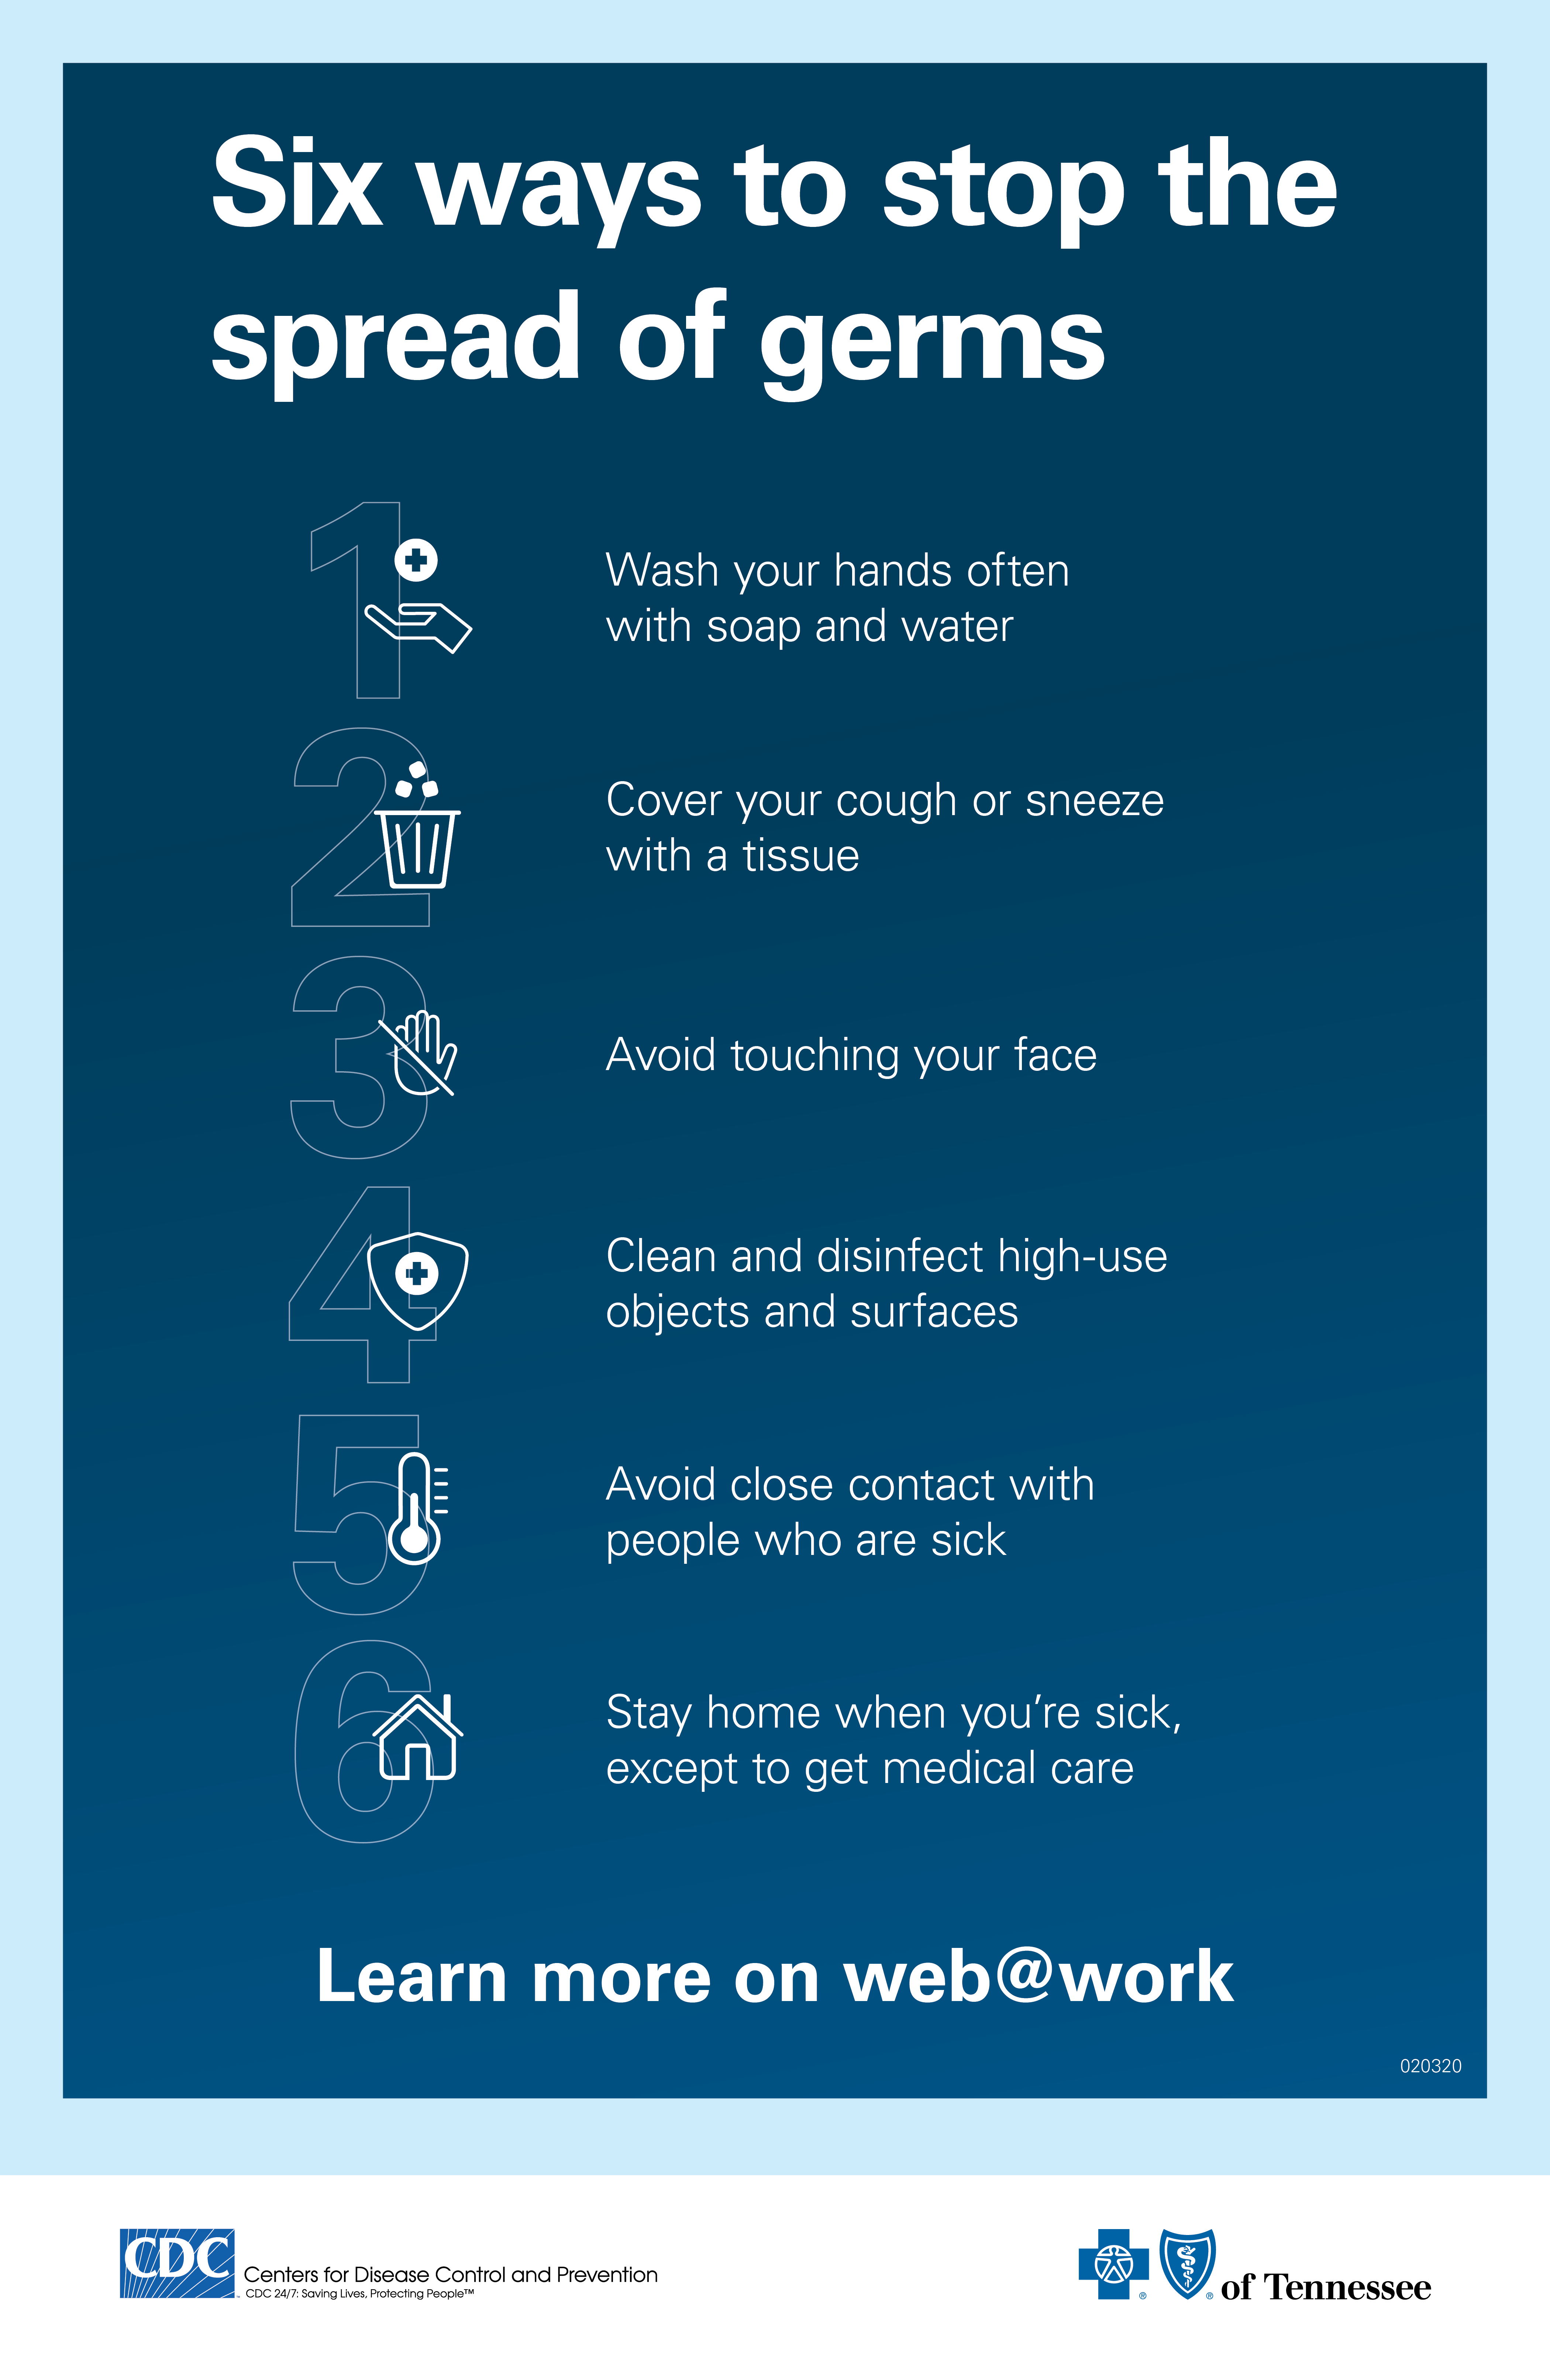 Six ways to stop the
spread of germs
1
Wash your hands often
with soap and water
2
Cover your cough or sneeze
with a tissue
3
Avoid touching your face
4
Clean and disinfect high-use
objects and surfaces
5
Avoid close contact with
people who are sick
6
Stay home when you’re sick,
except to get medical care
Learn more on web@work
020320
CDC
Centers for Disease Control and Prevention
CDC 24/7: Saving Lives, Protecting People™
® ® of Tennessee